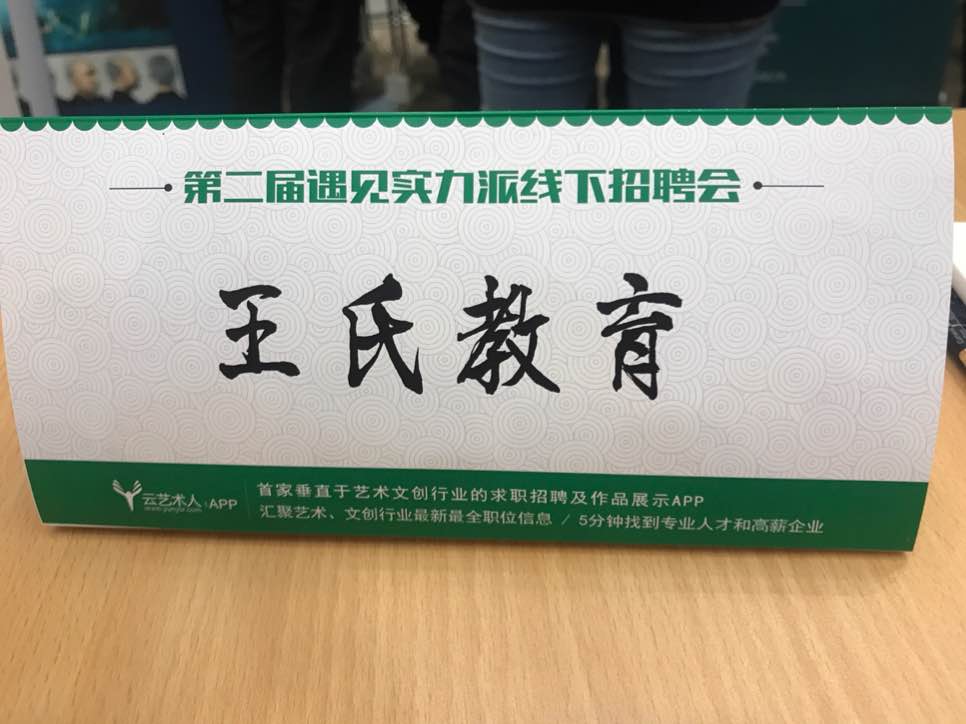 第二届遇见实力派线下招聘会
王氏教育
云艺术人 APP
首家垂直于艺术文创行业的求职招聘及作品展示APP
汇聚艺术、文创行业最新最全职位信息 / 5分钟找到专业人才和高薪企业